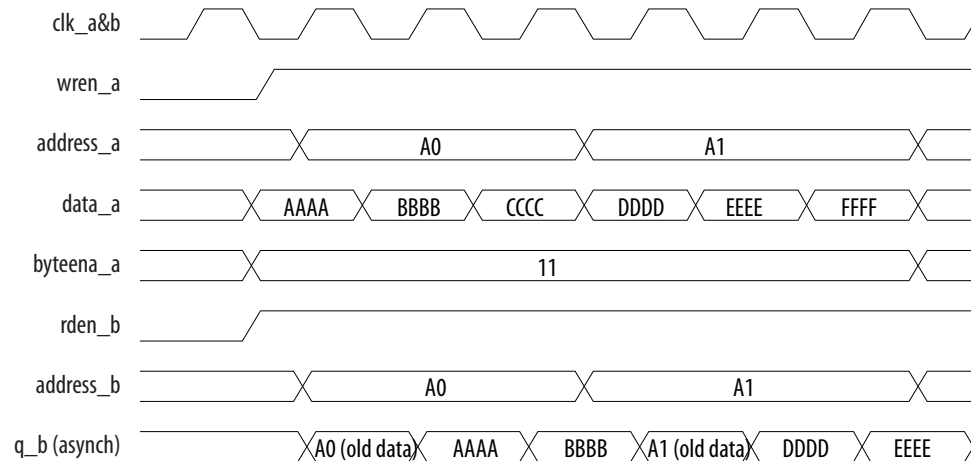 clk_a&b
wren_a
address_a A0 A1
data_a AAAA BBBB CCCC DDDD EEEE FFFF
byteena_a 11
rden_b
address_b A0 A1
q_b (asynch) A0 (old data) AAAA BBBB A1 (old data) DDDD EEEE